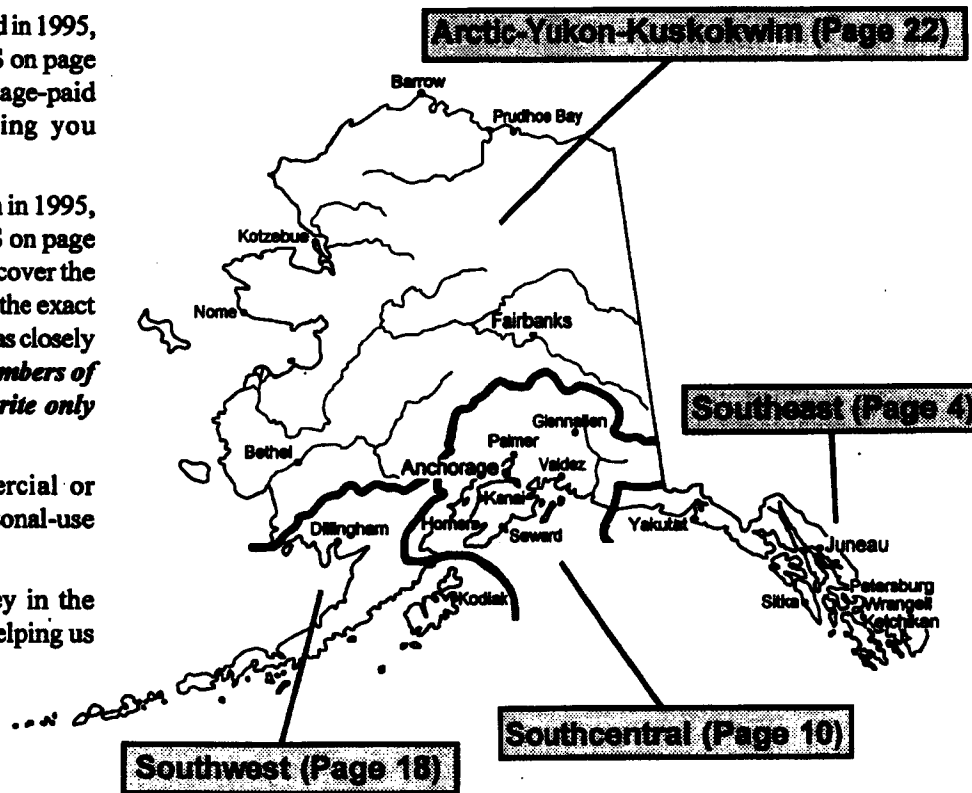 d in 1995,
S on page
age-paid
ing you
n in 1995,
S on page
cover the
the exact
as closely
mbers of
rite only
ercial or
sonal-use
ey in the
elping us
Arctic-Yukon-Kuskokwim (Page 22)
Barrow
Prudhoe Bay
Kotzebue
Nome
Fairbanks
Southeast (Page 4)
Glennallen
Palmer
Bethel
Anchorage
Valdez
Kenai
Dillingham
Homer
Seward
Yakutat
Juneau
Kodiak
Sitka
Petersburg
Wrangell
Ketchikan
Southcentral (Page 10)
Southwest (Page 18)